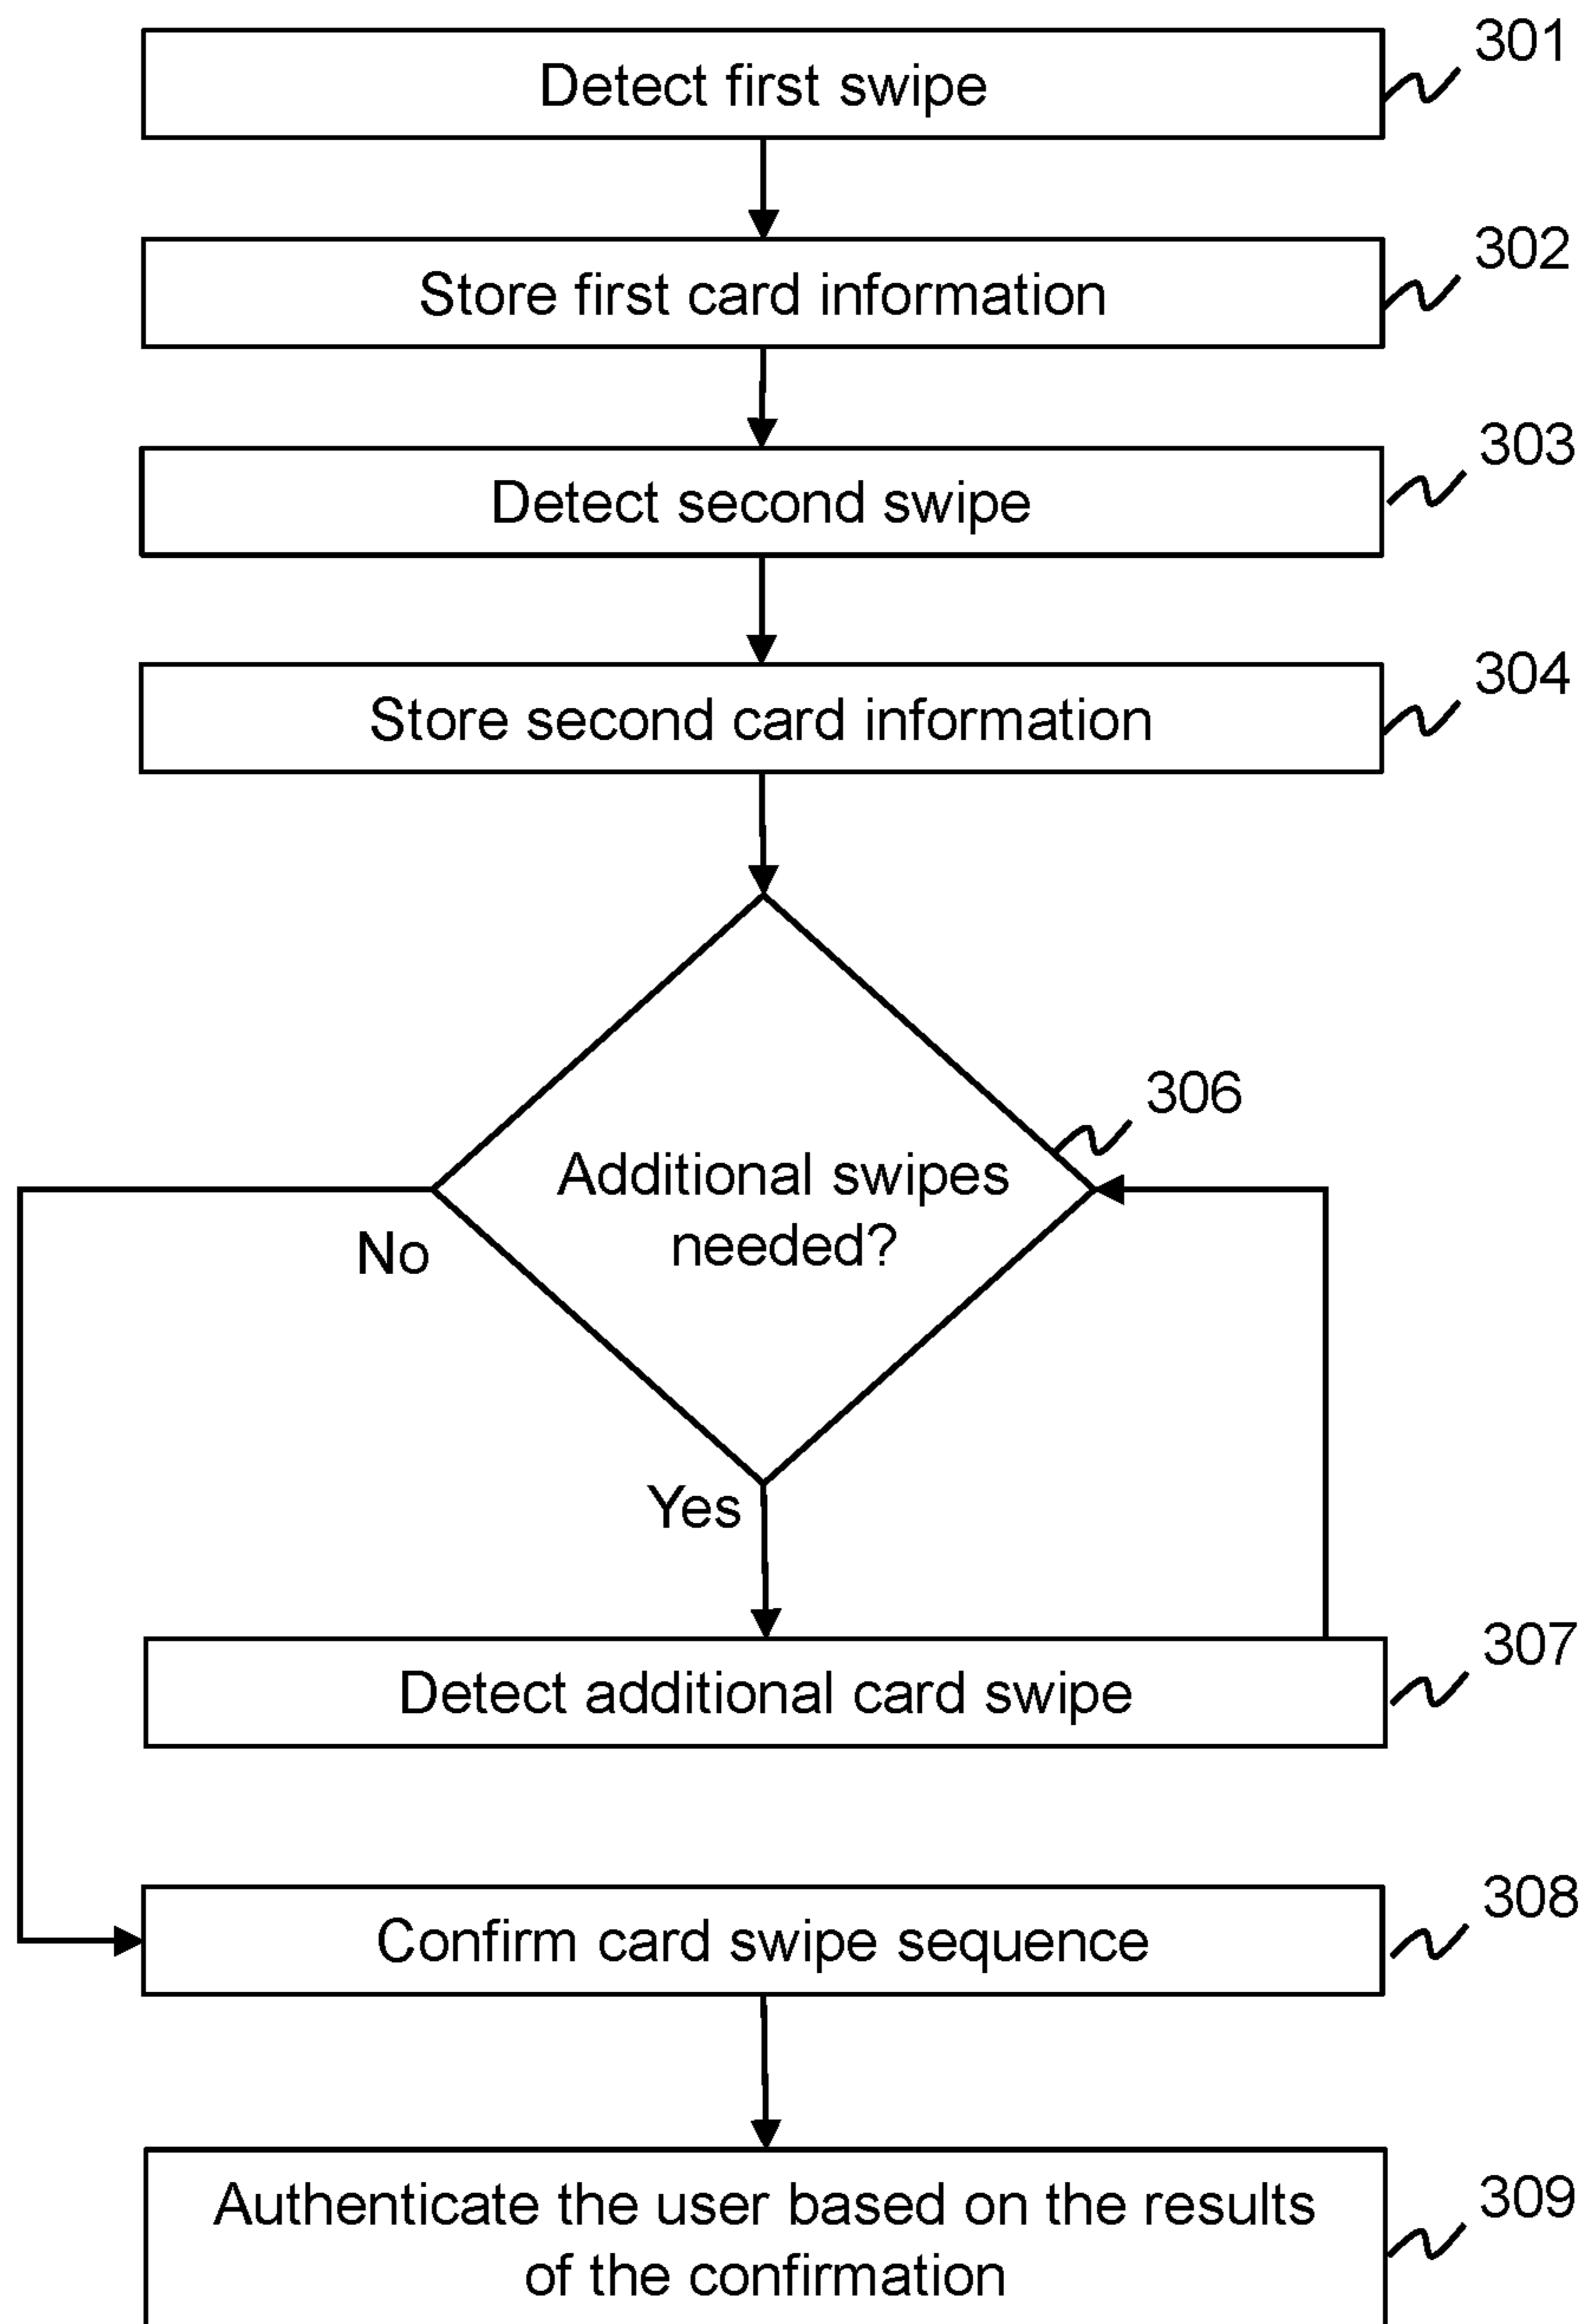 301
Detect first swipe
302
Store first card information
303
Detect second swipe
304
Store second card information
306
Additional swipes
needed?
No
Yes
307
Detect additional card swipe
308
Confirm card swipe sequence
309
Authenticate the user based on the results
of the confirmation